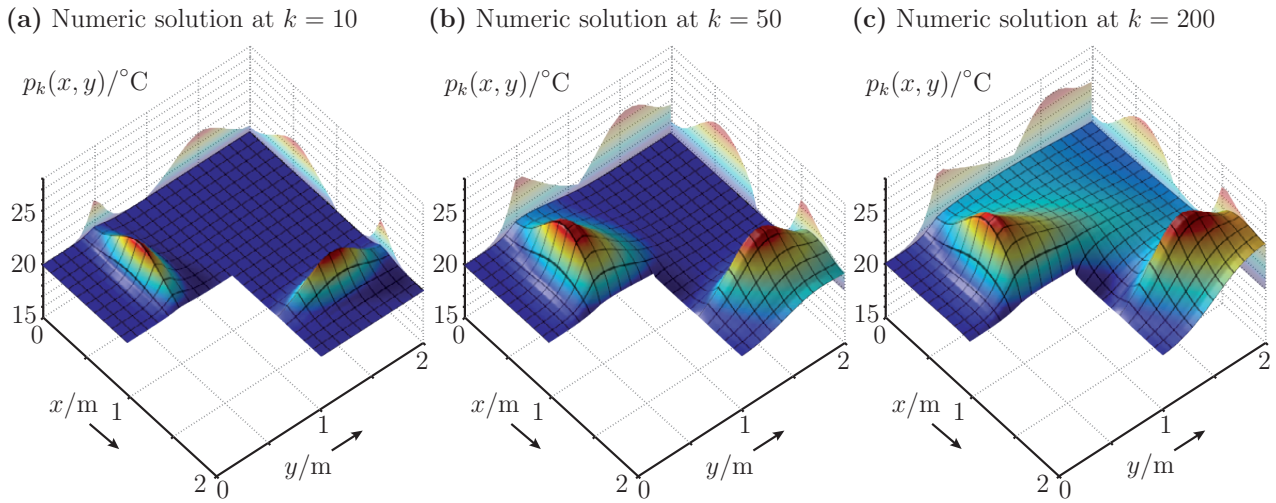 (a) Numeric solution at k = 10
p_k(x, y)/°C
25
20
15
0
x/m
1
2
0
y/m
1
2
(b) Numeric solution at k = 50
p_k(x, y)/°C
25
20
15
0
x/m
1
2
0
y/m
1
2
(c) Numeric solution at k = 200
p_k(x, y)/°C
25
20
15
0
x/m
1
2
0
y/m
1
2